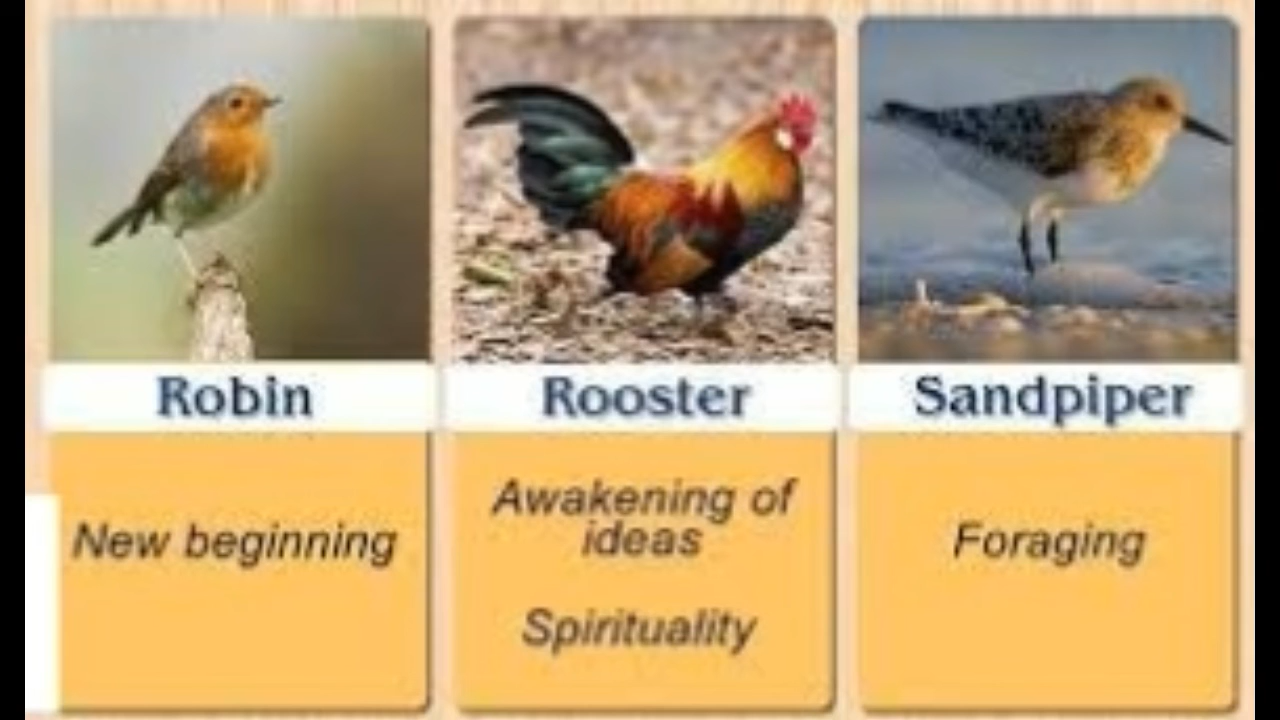 Robin
New beginning
Rooster
Awakening of
ideas
Spirituality
Sandpiper
Foraging